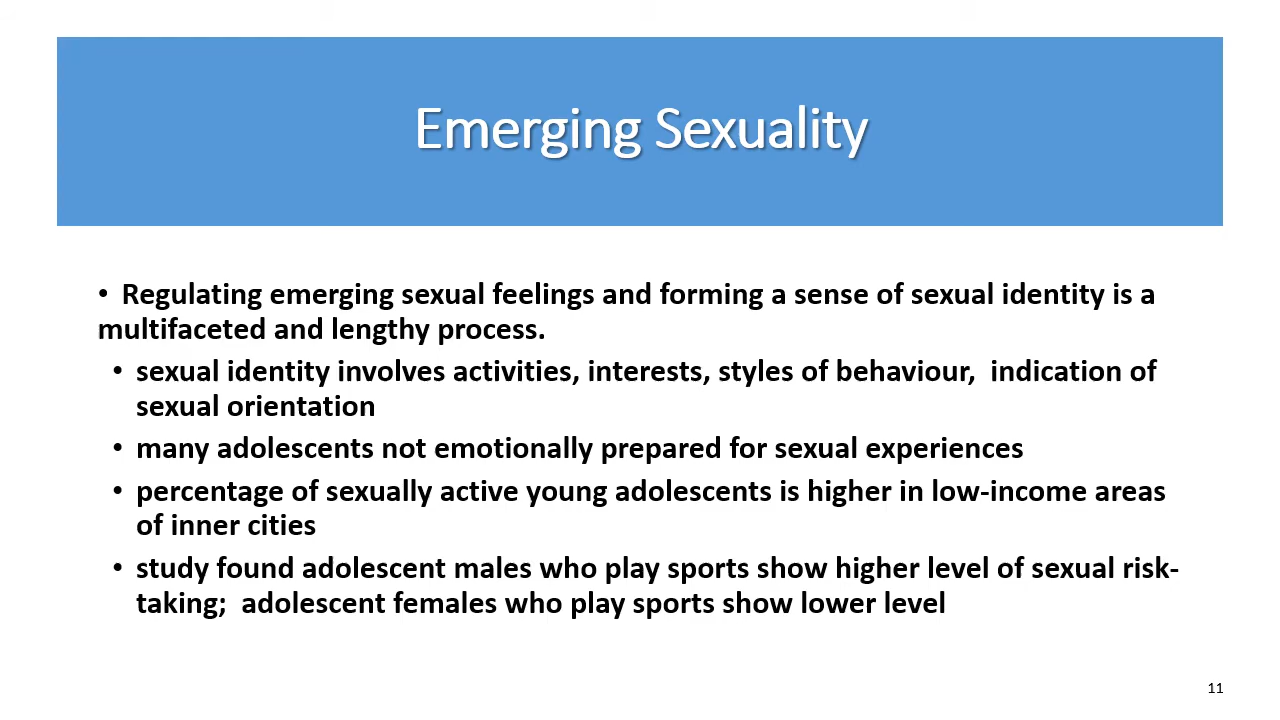 Emerging Sexuality
• Regulating emerging sexual feelings and forming a sense of sexual identity is a
multifaceted and lengthy process.
• sexual identity involves activities, interests, styles of behaviour,  indication of
sexual orientation
• many adolescents not emotionally prepared for sexual experiences
• percentage of sexually active young adolescents is higher in low-income areas
of inner cities
• study found adolescent males who play sports show higher level of sexual risk-
taking;  adolescent females who play sports show lower level
11